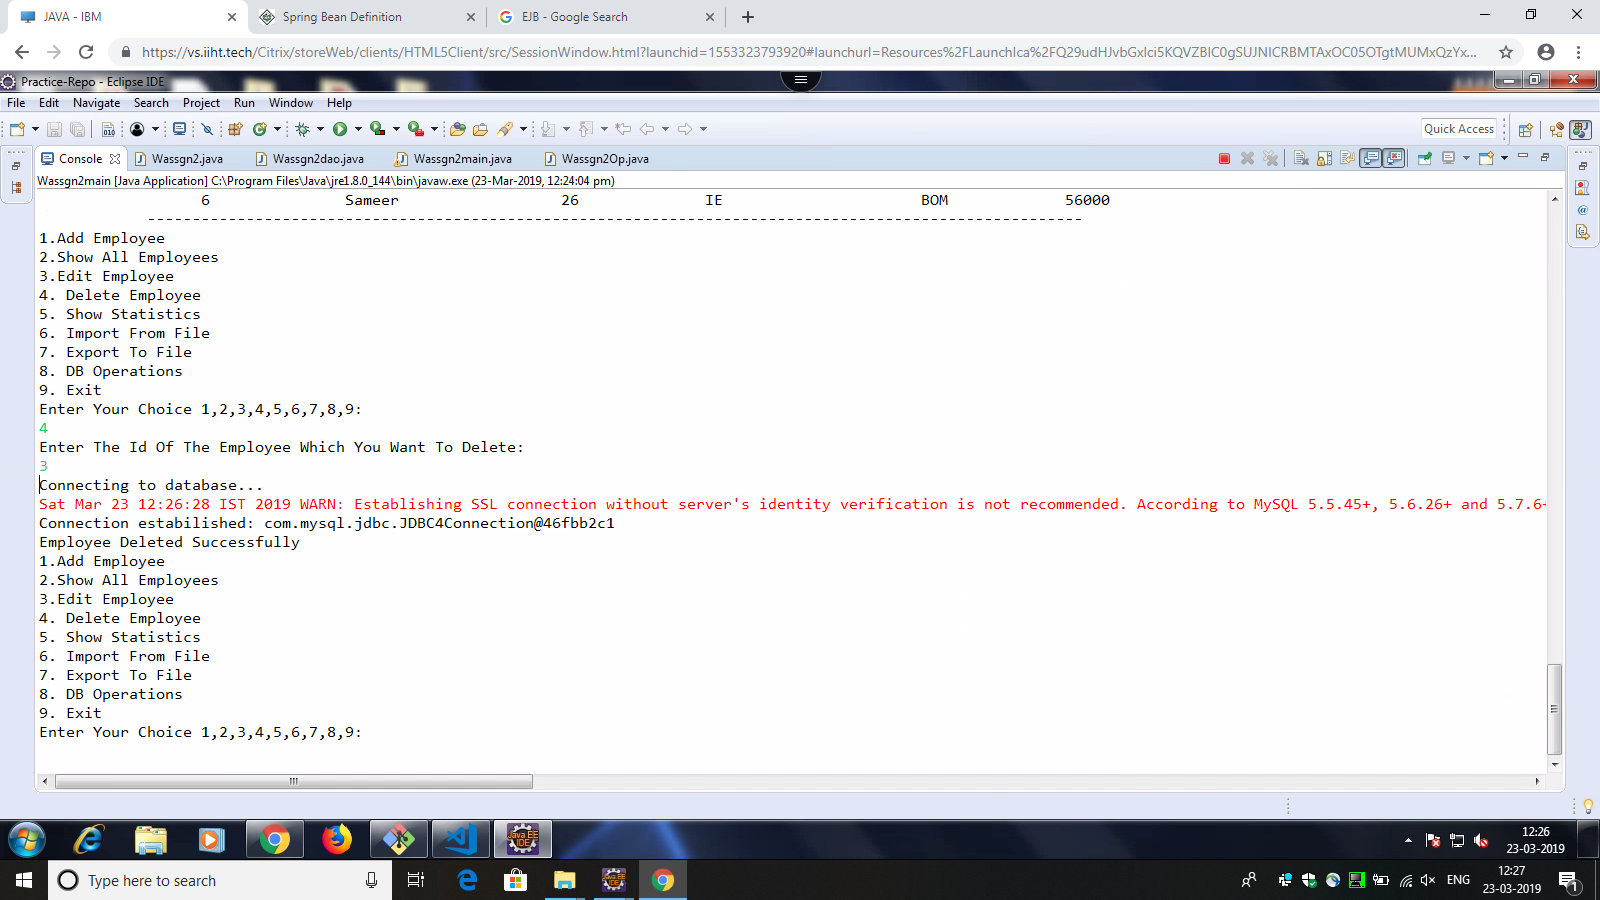 JAVA - IBM
Spring Bean Definition
EJB - Google Search
https://vs.iiht.tech/Citrix/storeWeb/clients/HTML5Client/src/SessionWindow.html?launchid=1553323793920#launchurl=Resources%2FLaunchIca%2FQ29udHJvbGxlci5KQVZBIC0gSUJNICRBMTAxOC05OTgtMUMxQzYx...
Practice-Repo - Eclipse IDE
File Edit Navigate Search Project Run Window Help
Quick Access
Console Wassgn2.java Wassgn2dao.java Wassgn2main.java Wassgn2Op.java
Wassgn2main [Java Application] C:\Program Files\Java\jre1.8.0_144\bin\javaw.exe (23-Mar-2019, 12:24:04 pm)
6 Sameer 26 IE BOM 56000
--------------------------------------------------------------------------------------------------------
1.Add Employee
2.Show All Employees
3.Edit Employee
4. Delete Employee
5. Show Statistics
6. Import From File
7. Export To File
8. DB Operations
9. Exit
Enter Your Choice 1,2,3,4,5,6,7,8,9:
4
Enter The Id Of The Employee Which You Want To Delete:
3
Connecting to database...
Sat Mar 23 12:26:28 IST 2019 WARN: Establishing SSL connection without server's identity verification is not recommended. According to MySQL 5.5.45+, 5.6.26+ and 5.7.6+
Connection estabilished: com.mysql.jdbc.JDBC4Connection@46fbb2c1
Employee Deleted Successfully
1.Add Employee
2.Show All Employees
3.Edit Employee
4. Delete Employee
5. Show Statistics
6. Import From File
7. Export To File
8. DB Operations
9. Exit
Enter Your Choice 1,2,3,4,5,6,7,8,9:
Java EE
IDE
12:26
23-03-2019
Type here to search
Java EE
IDE
ENG
12:27
23-03-2019
1